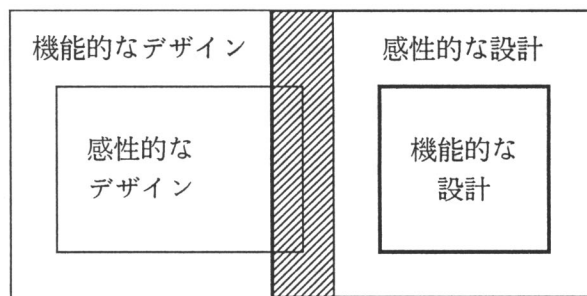 機能的なデザイン
感性的な設計
感性的な
デザイン
機能的な
設計